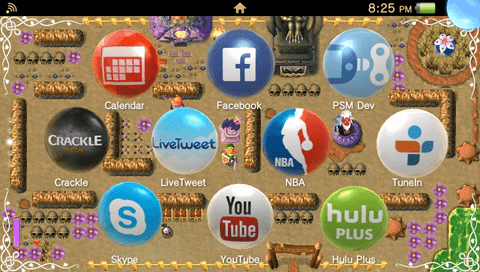 8:25 PM
Calendar
Facebook
PSM Dev
CRACKLE
LiveTweet
NBA
Crackle
LiveTweet
NBA
TuneIn
You
Tube
hulu
PLUS
Skype
YouTube
Hulu Plus